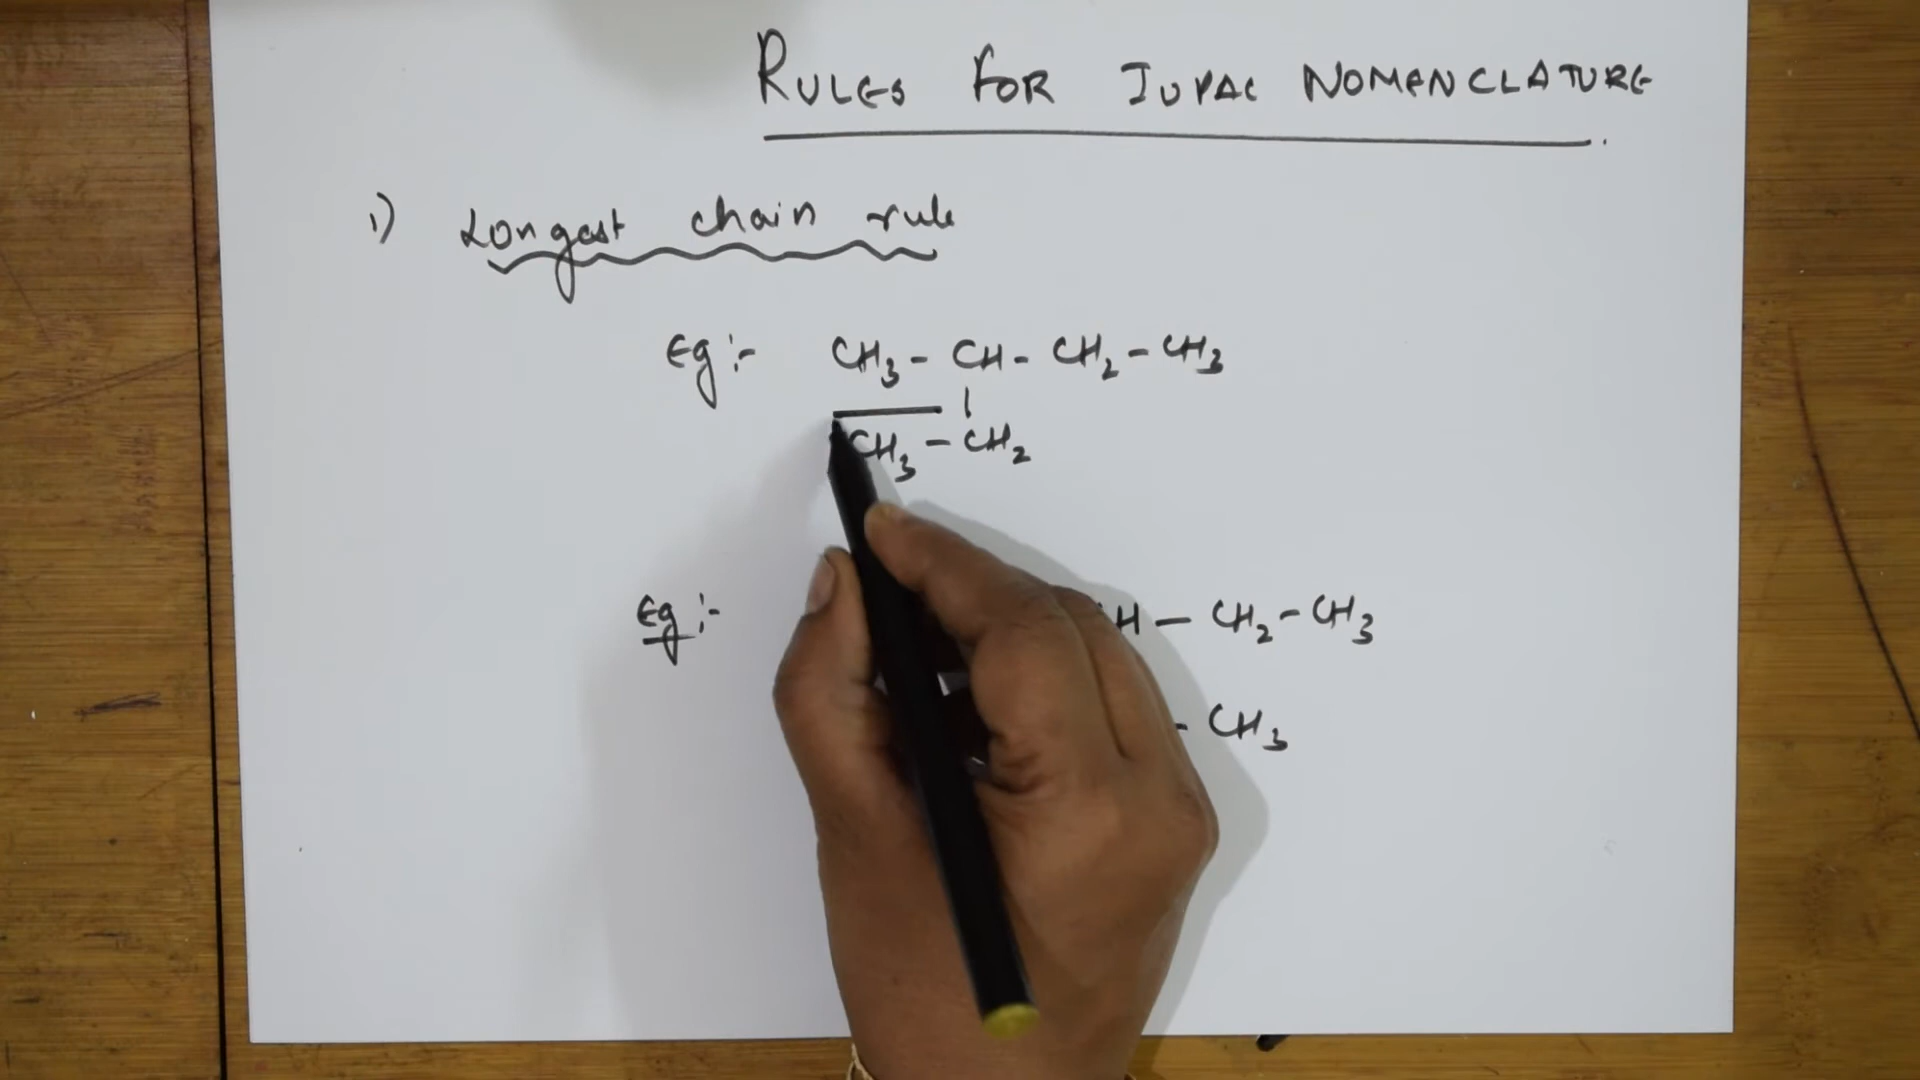 RULES FOR IUPAC NOMENCLATURE
1) Longest chain rule
Eg:- CH₃ - CH - CH₂ - CH₃
CH₃ - CH₂
Eg:- H — CH₂ - CH₃
- CH₃